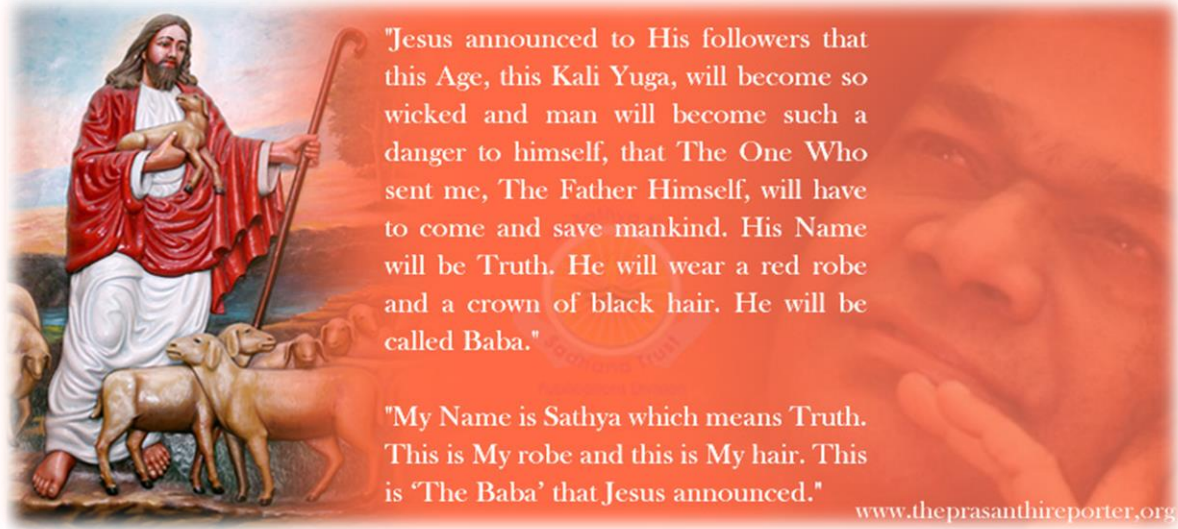 "Jesus announced to His followers that
this Age, this Kali Yuga, will become so
wicked and man will become such a
danger to himself, that The One Who
sent me, The Father Himself, will have
to come and save mankind. His Name
will be Truth. He will wear a red robe
and a crown of black hair. He will be
called Baba."
Sadhana Trust
Publications Division
"My Name is Sathya which means Truth.
This is My robe and this is My hair. This
is ‘The Baba’ that Jesus announced."
www.theprasanthireporter,org